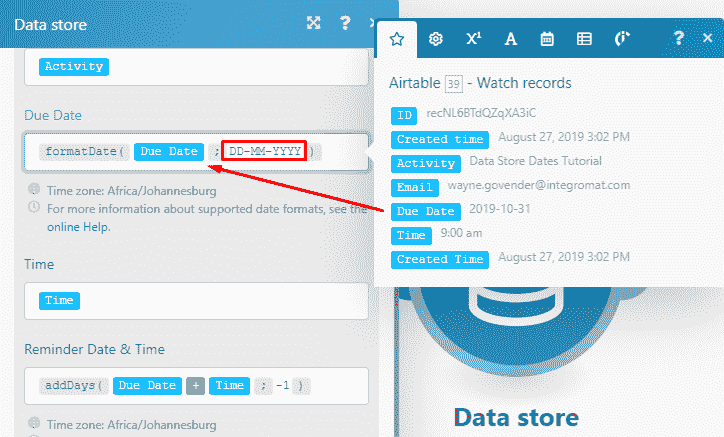 Data store
?
Activity
Due Date
formatDate( Due Date ; DD-MM-YYYY )
Time zone: Africa/Johannesburg
For more information about supported date formats, see the
online Help.
Time
Time
Reminder Date & Time
addDays( Due Date + Time ; -1 )
Time zone: Africa/Johannesburg
X¹ A ? ×
Airtable 39 - Watch records
ID recNL6BTdQZqXA3iC
Created time August 27, 2019 3:02 PM
Activity Data Store Dates Tutorial
Email wayne.govender@integromat.com
Due Date 2019-10-31
Time 9:00 am
Created Time August 27, 2019 3:02 PM
Data store